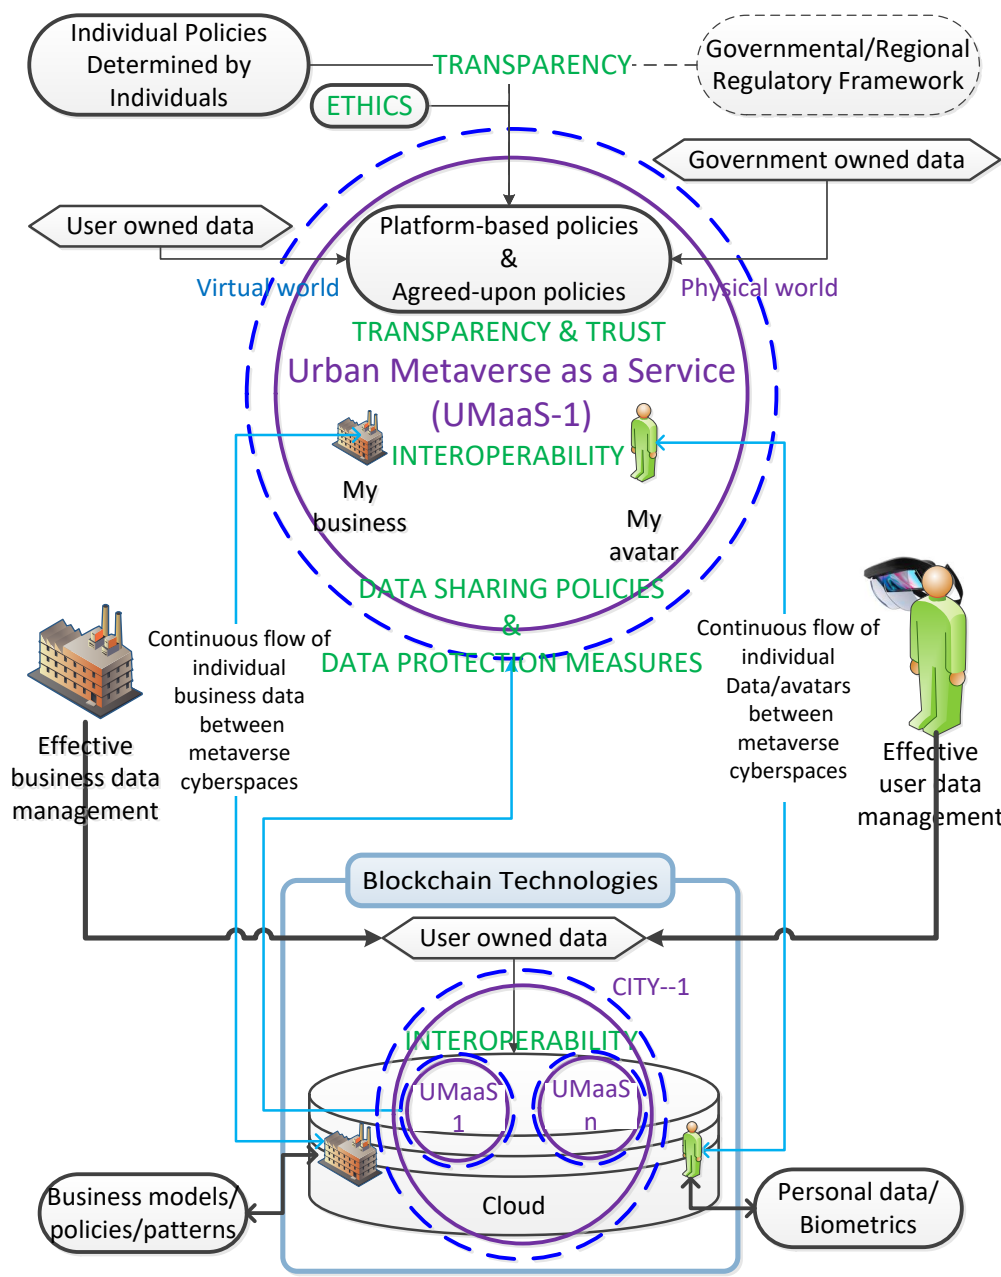 Individual Policies
Determined by
Individuals
TRANSPARENCY
Governmental/Regional
Regulatory Framework
ETHICS
Government owned data
User owned data
Platform-based policies
&
Agreed-upon policies
Virtual world
Physical world
TRANSPARENCY & TRUST
Urban Metaverse as a Service
(UMaaS-1)
INTEROPERABILITY
My
business
My
avatar
DATA SHARING POLICIES
&
DATA PROTECTION MEASURES
Continuous flow of
individual
business data
between
metaverse
cyberspaces
Continuous flow of
individual
Data/avatars
between
metaverse
cyberspaces
Effective
business data
management
Effective
user data
management
Blockchain Technologies
User owned data
CITY--1
INTEROPERABILITY
UMaaS
1
UMaaS
n
Cloud
Business models/
policies/patterns
Personal data/
Biometrics